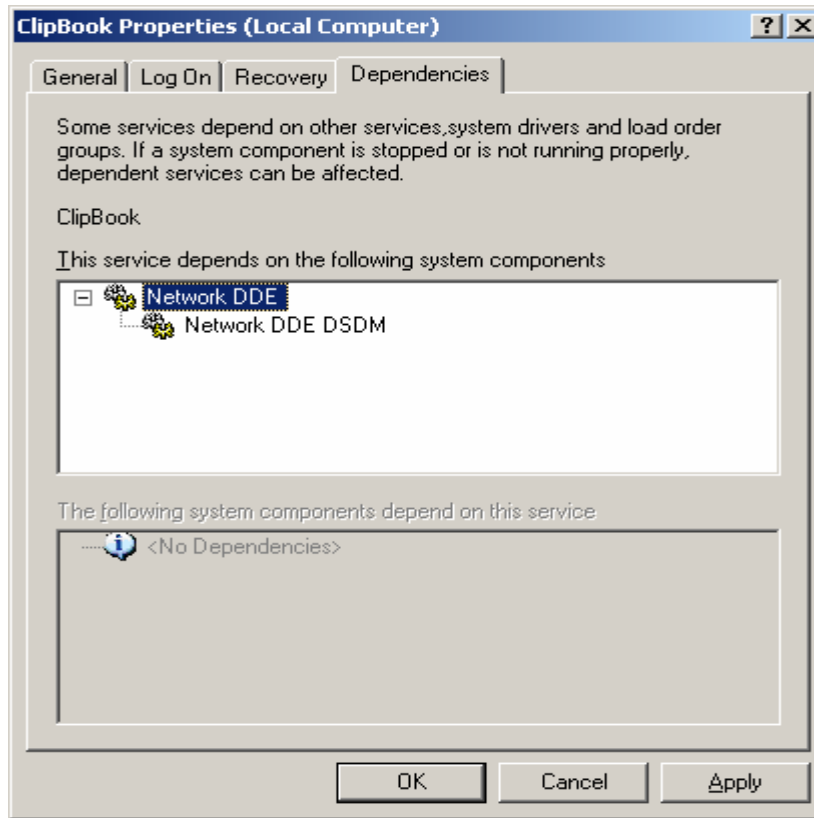 ClipBook Properties (Local Computer)
General Log On Recovery Dependencies
Some services depend on other services,system drivers and load order
groups. If a system component is stopped or is not running properly,
dependent services can be affected.
ClipBook
This service depends on the following system components
Network DDE
Network DDE DSDM
The following system components depend on this service
<No Dependencies>
OK Cancel Apply